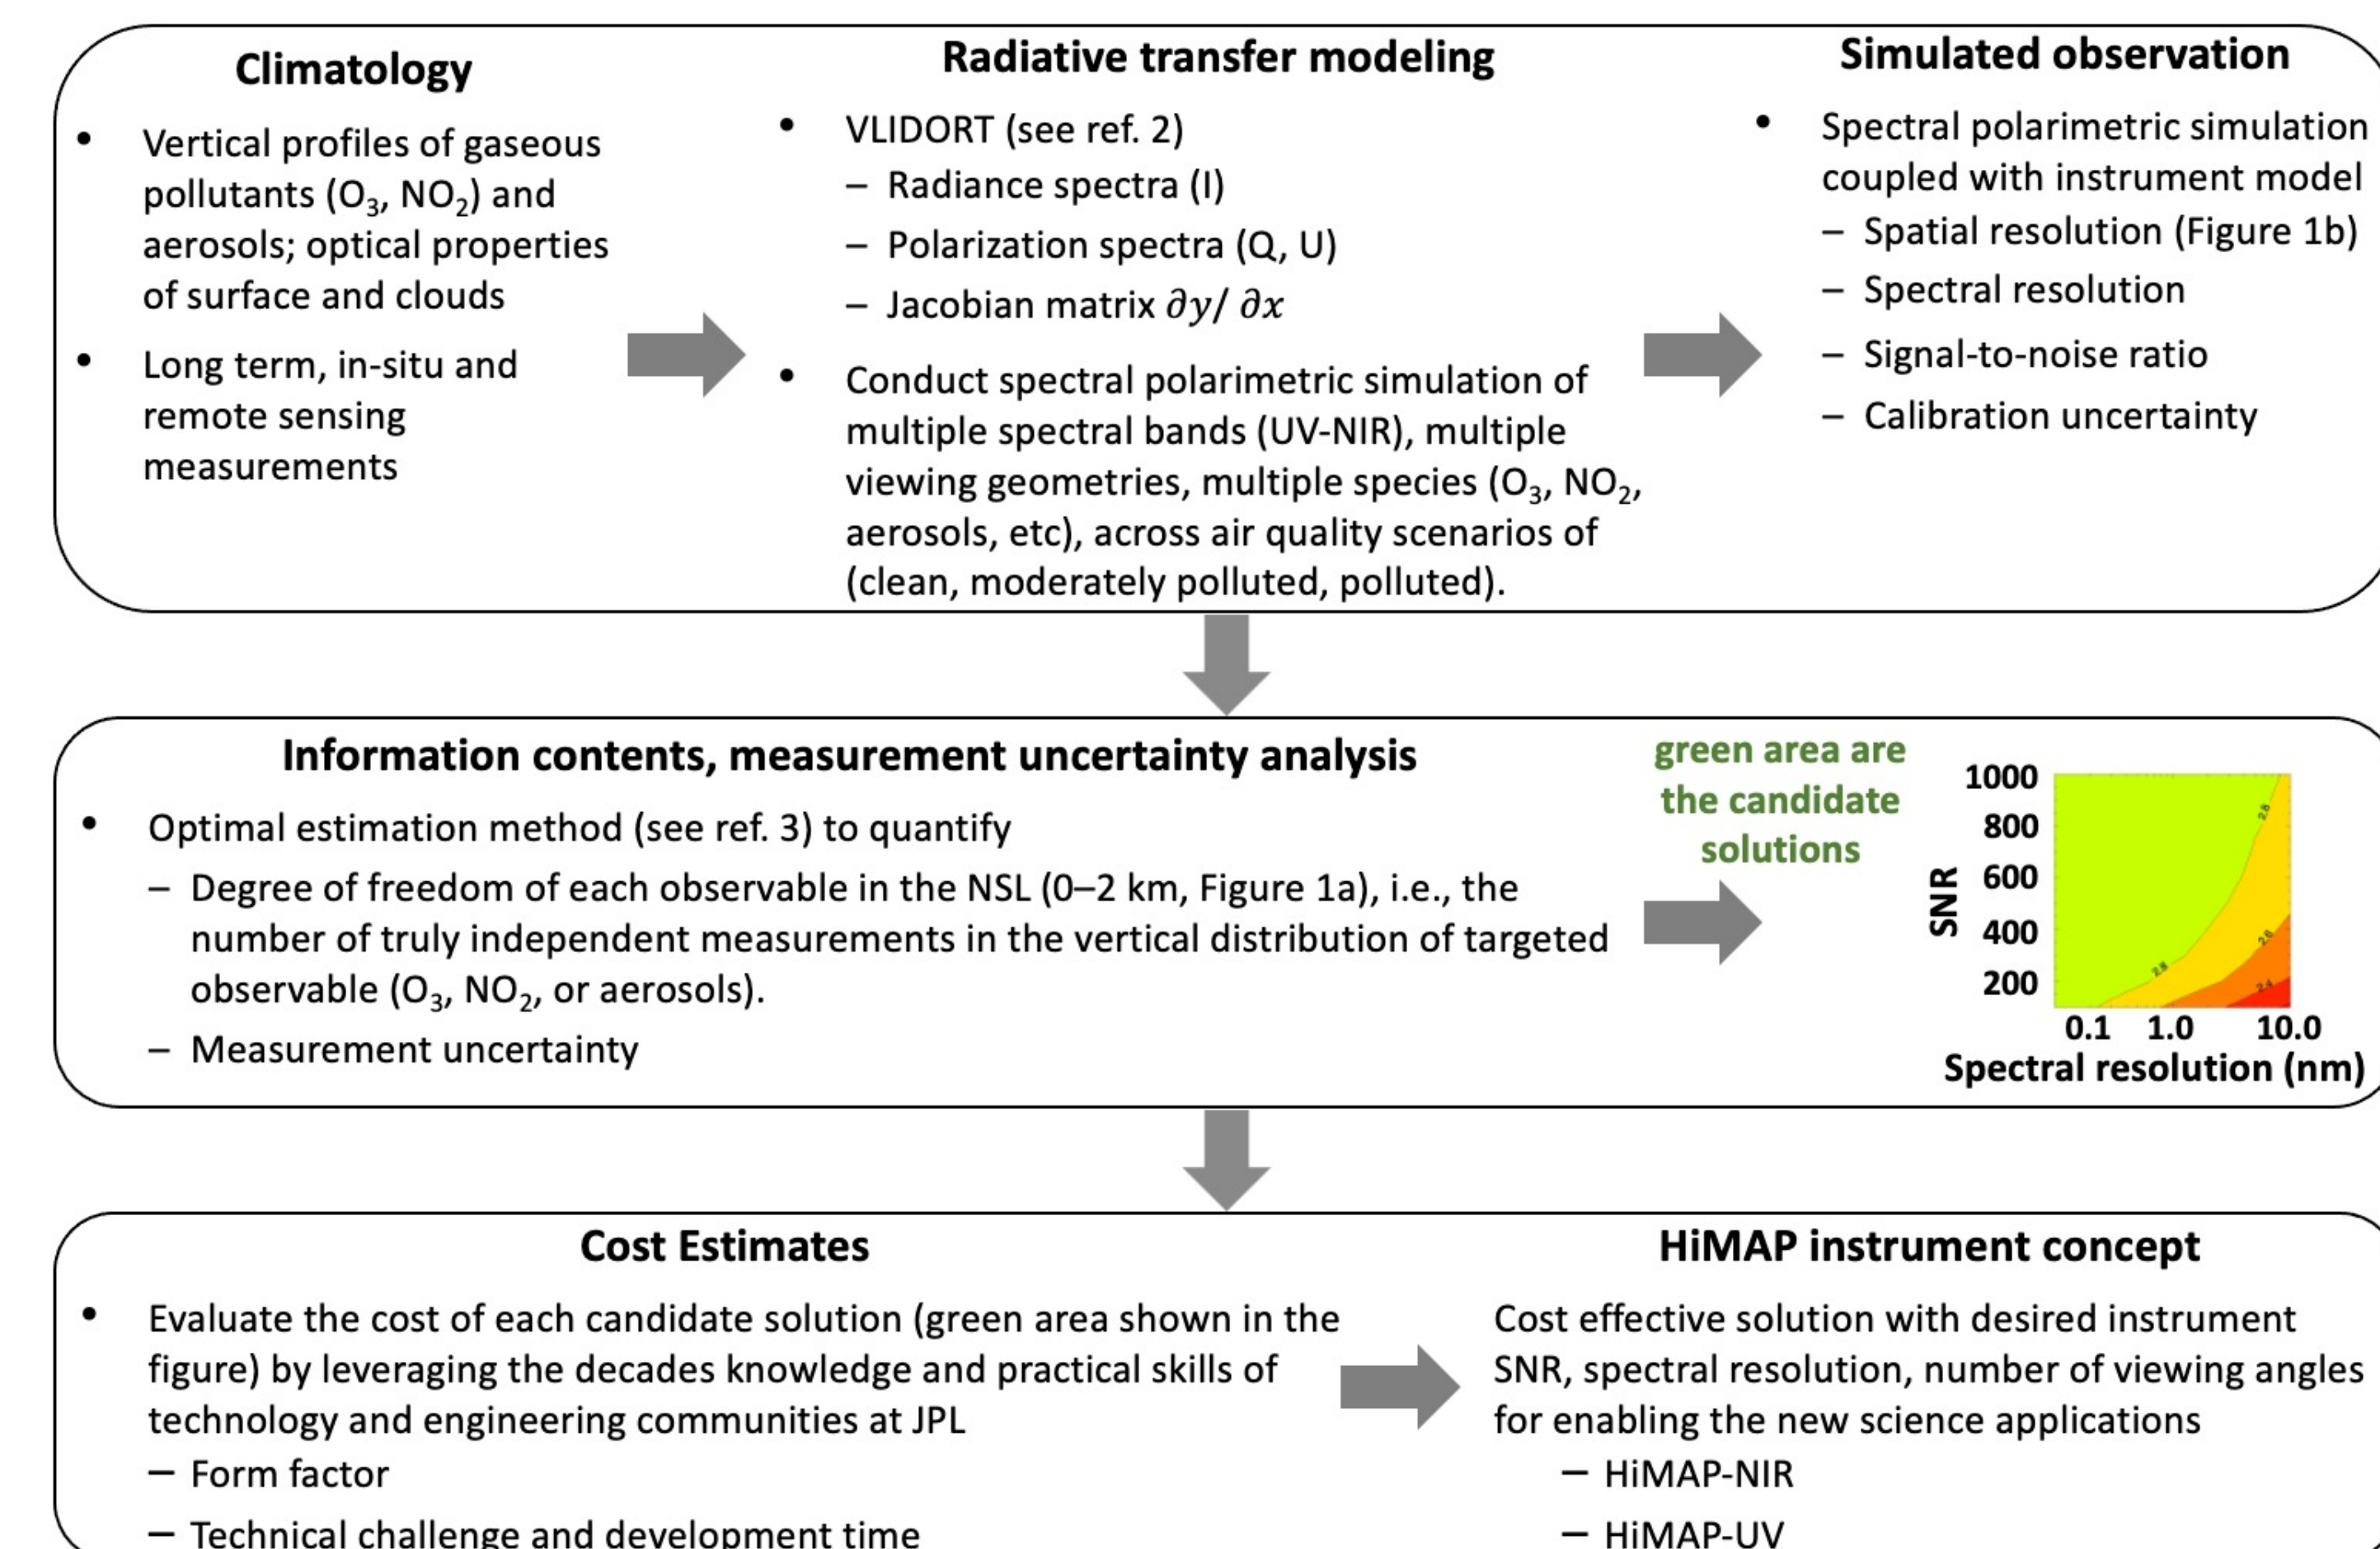 Climatology
• Vertical profiles of gaseous
pollutants (O₃, NO₂) and
aerosols; optical properties
of surface and clouds
• Long term, in-situ and
remote sensing
measurements
Radiative transfer modeling
• VLIDORT (see ref. 2)
– Radiance spectra (I)
– Polarization spectra (Q, U)
– Jacobian matrix ∂y/ ∂x
• Conduct spectral polarimetric simulation of
multiple spectral bands (UV-NIR), multiple
viewing geometries, multiple species (O₃, NO₂,
aerosols, etc), across air quality scenarios of
(clean, moderately polluted, polluted).
Simulated observation
• Spectral polarimetric simulation
coupled with instrument model
– Spatial resolution (Figure 1b)
– Spectral resolution
– Signal-to-noise ratio
– Calibration uncertainty
Information contents, measurement uncertainty analysis
• Optimal estimation method (see ref. 3) to quantify
– Degree of freedom of each observable in the NSL (0–2 km, Figure 1a), i.e., the
number of truly independent measurements in the vertical distribution of targeted
observable (O₃, NO₂, or aerosols).
– Measurement uncertainty
green area are
the candidate
solutions
SNR
1000
800
600
400
200
2.8
2.8
2.6
2.4
0.1 1.0 10.0
Spectral resolution (nm)
Cost Estimates
• Evaluate the cost of each candidate solution (green area shown in the
figure) by leveraging the decades knowledge and practical skills of
technology and engineering communities at JPL
– Form factor
– Technical challenge and development time
HiMAP instrument concept
Cost effective solution with desired instrument
SNR, spectral resolution, number of viewing angles
for enabling the new science applications
– HiMAP-NIR
– HiMAP-UV